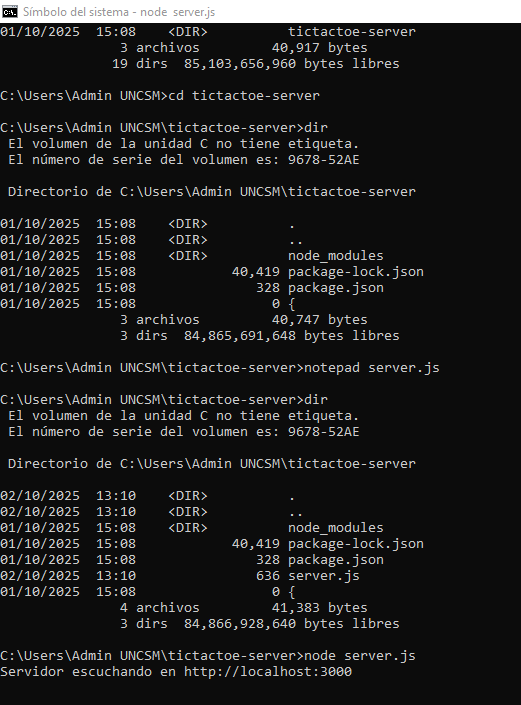 Símbolo del sistema - node server.js
01/10/2025  15:08    <DIR>          tictactoe-server
               3 archivos         40,917 bytes
              19 dirs  85,103,656,960 bytes libres
C:\Users\Admin UNCSM>cd tictactoe-server
C:\Users\Admin UNCSM\tictactoe-server>dir
 El volumen de la unidad C no tiene etiqueta.
 El número de serie del volumen es: 9678-52AE
 Directorio de C:\Users\Admin UNCSM\tictactoe-server
01/10/2025  15:08    <DIR>          .
01/10/2025  15:08    <DIR>          ..
01/10/2025  15:08    <DIR>          node_modules
01/10/2025  15:08            40,419 package-lock.json
01/10/2025  15:08               328 package.json
01/10/2025  15:08                 0 {
               3 archivos         40,747 bytes
               3 dirs  84,865,691,648 bytes libres
C:\Users\Admin UNCSM\tictactoe-server>notepad server.js
C:\Users\Admin UNCSM\tictactoe-server>dir
 El volumen de la unidad C no tiene etiqueta.
 El número de serie del volumen es: 9678-52AE
 Directorio de C:\Users\Admin UNCSM\tictactoe-server
02/10/2025  13:10    <DIR>          .
02/10/2025  13:10    <DIR>          ..
01/10/2025  15:08    <DIR>          node_modules
01/10/2025  15:08            40,419 package-lock.json
01/10/2025  15:08               328 package.json
02/10/2025  13:10               636 server.js
01/10/2025  15:08                 0 {
               4 archivos         41,383 bytes
               3 dirs  84,866,928,640 bytes libres
C:\Users\Admin UNCSM\tictactoe-server>node server.js
Servidor escuchando en http://localhost:3000